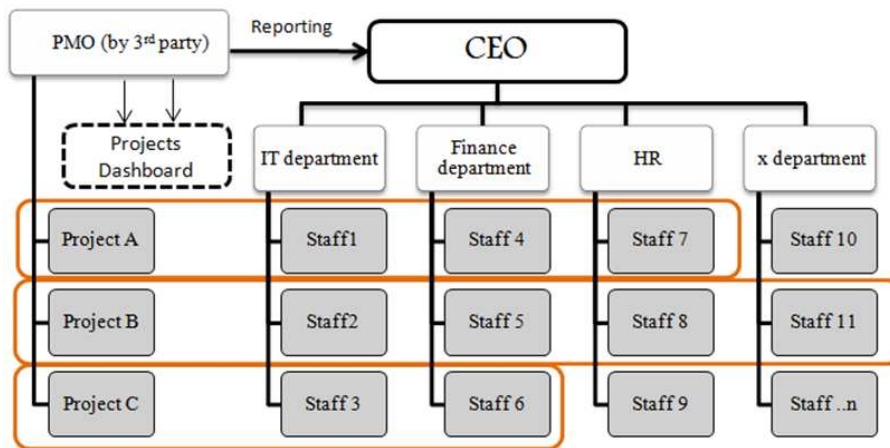 PMO (by 3rd party)
Reporting
CEO
Projects
Dashboard
IT department
Finance
department
HR
x department
Project A
Staff1
Staff 4
Staff 7
Staff 10
Project B
Staff2
Staff 5
Staff 8
Staff 11
Project C
Staff 3
Staff 6
Staff 9
Staff ..n